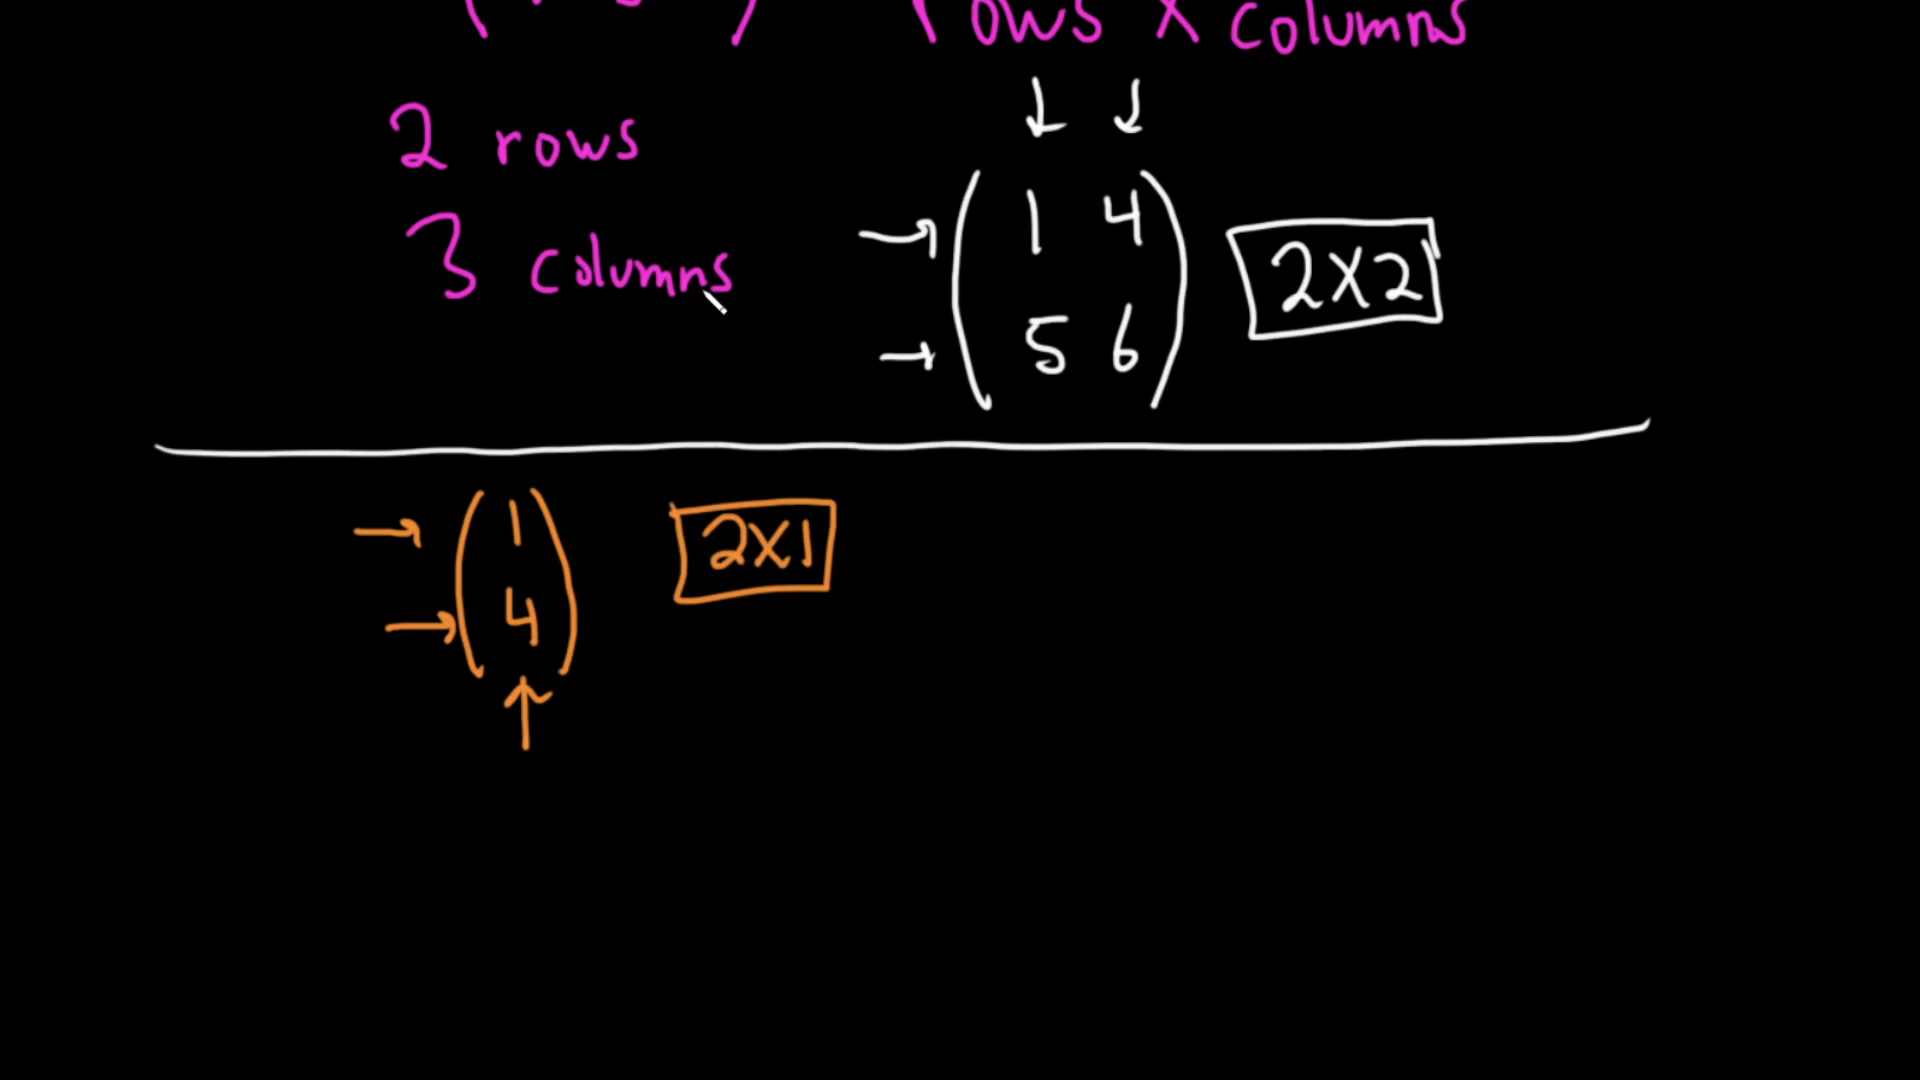 rows X columns
2 rows
3 columns
1 4
5 6
2X2
1
4
2X1